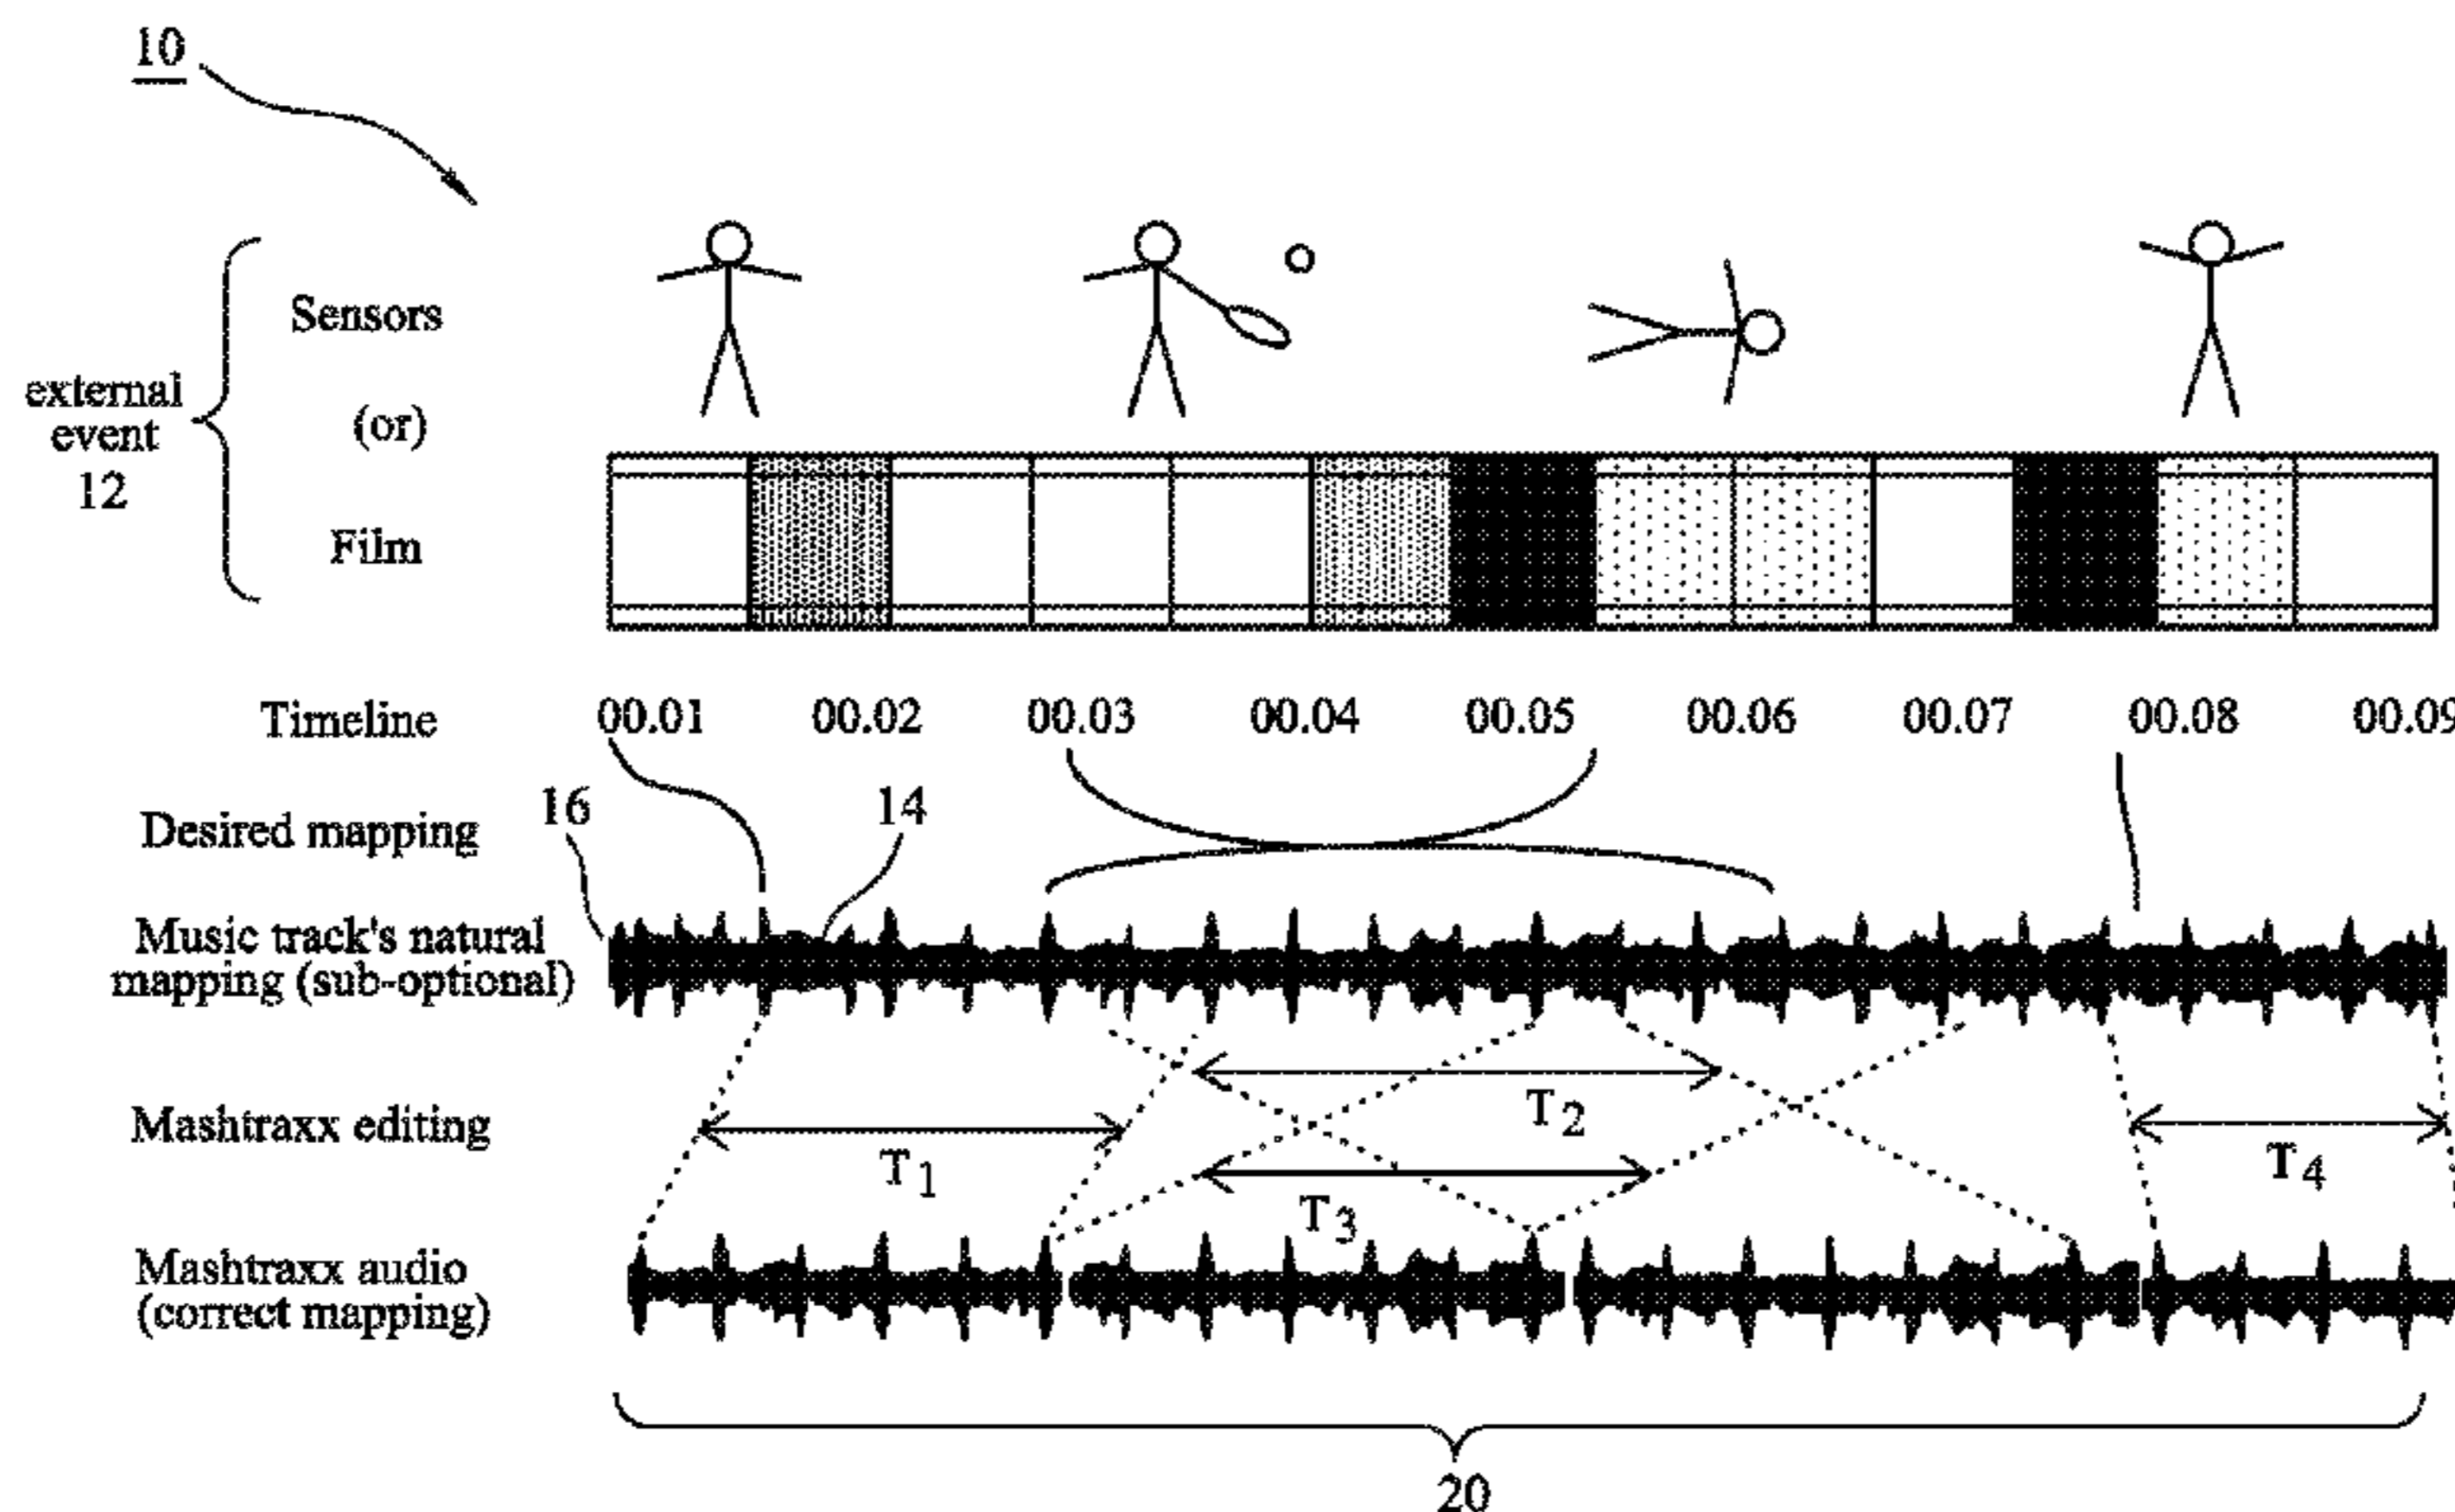 10
Sensors
external
event
12
(or)
Film
Timeline 00.01 00.02 00.03 00.04 00.05 00.06 00.07 00.08 00.09
16 14
Desired mapping
Music track's natural
mapping (sub-optional)
Mashtraxx editing
T2
T1
T4
T3
Mashtraxx audio
(correct mapping)
20